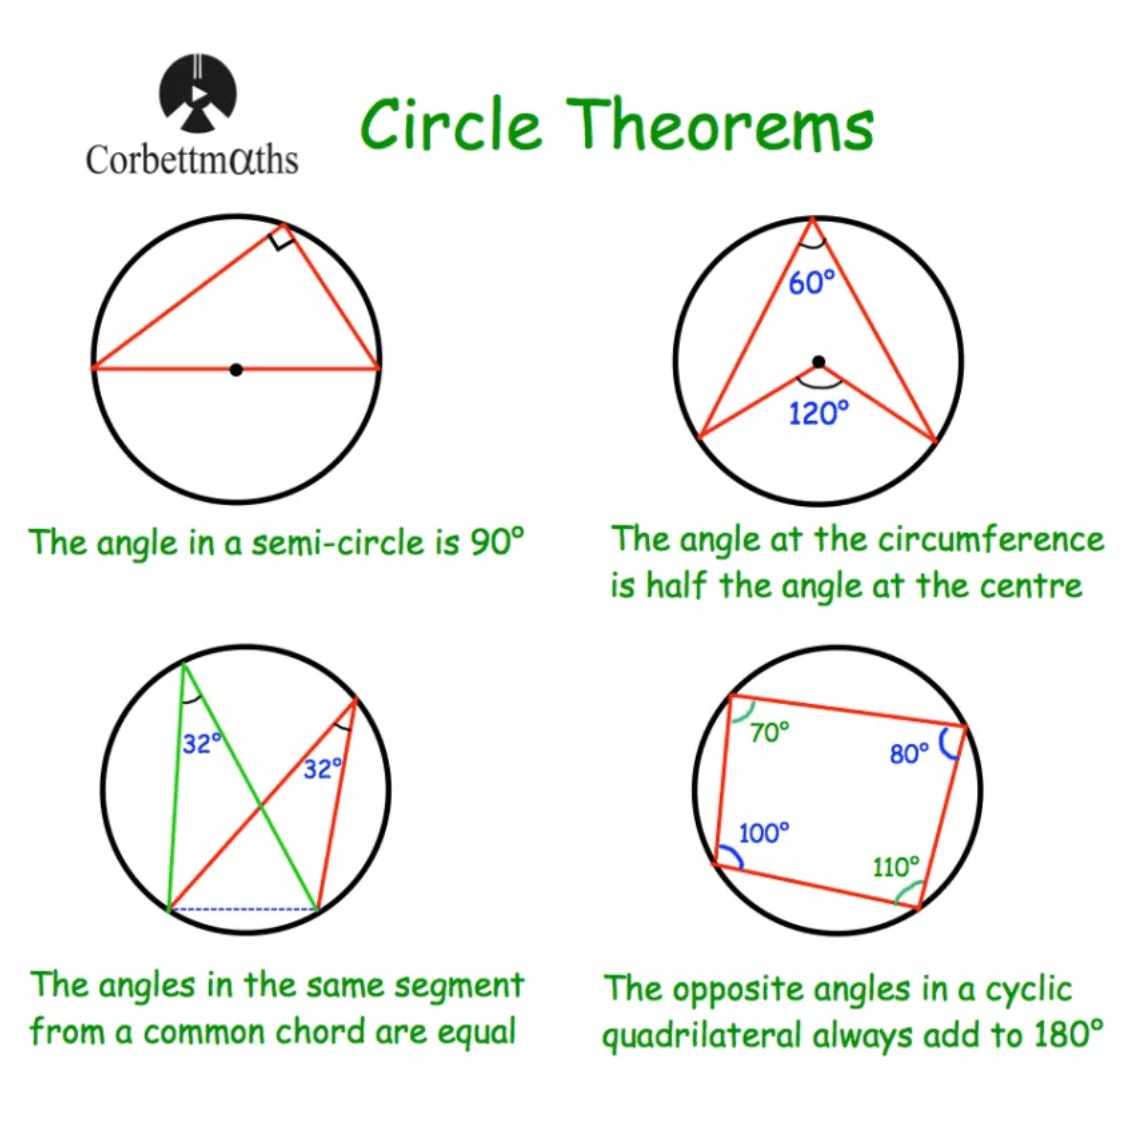 Corbettmαths
Circle Theorems
The angle in a semi-circle is 90°
60°
120°
The angle at the circumference
is half the angle at the centre
32°
32°
The angles in the same segment
from a common chord are equal
70°
80°
100°
110°
The opposite angles in a cyclic
quadrilateral always add to 180°